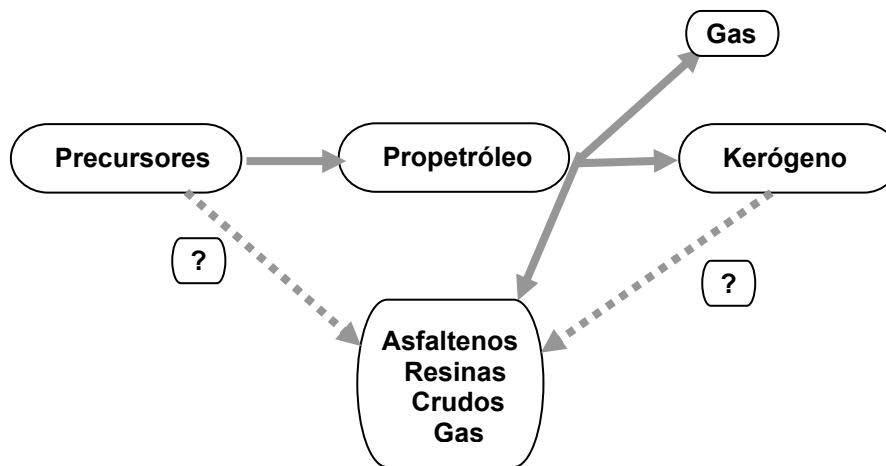 Gas
Precursores
Propetróleo
Kerógeno
?
?
Asfaltenos
Resinas
Crudos
Gas